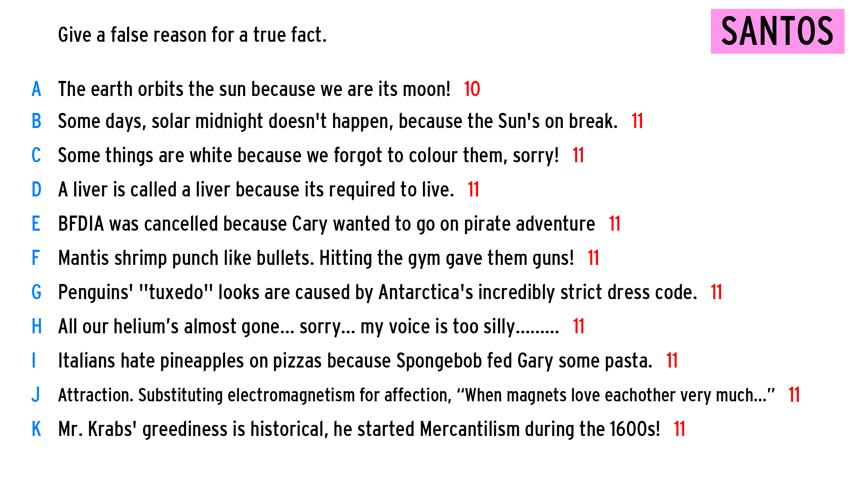 Give a false reason for a true fact.
SANTOS
A The earth orbits the sun because we are its moon! 10
B Some days, solar midnight doesn't happen, because the Sun's on break. 11
C Some things are white because we forgot to colour them, sorry! 11
D A liver is called a liver because its required to live. 11
E BFDIA was cancelled because Cary wanted to go on pirate adventure 11
F Mantis shrimp punch like bullets. Hitting the gym gave them guns! 11
G Penguins' "tuxedo" looks are caused by Antarctica's incredibly strict dress code. 11
H All our helium’s almost gone... sorry... my voice is too silly......... 11
I Italians hate pineapples on pizzas because Spongebob fed Gary some pasta. 11
J Attraction. Substituting electromagnetism for affection, “When magnets love eachother very much...” 11
K Mr. Krabs' greediness is historical, he started Mercantilism during the 1600s! 11